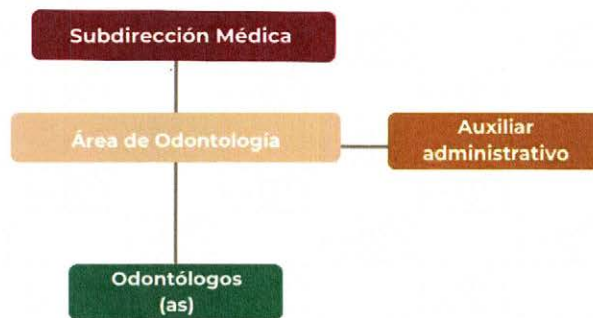 Subdirección Médica
Área de Odontología
Auxiliar
administrativo
Odontólogos
(as)